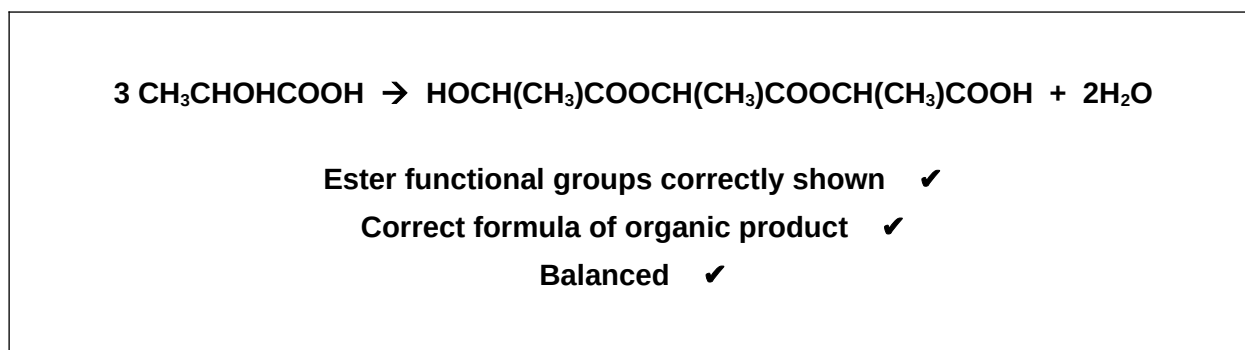 3 CH₃CHOHCOOH → HOCH(CH₃)COOCH(CH₃)COOCH(CH₃)COOH + 2H₂O
Ester functional groups correctly shown ✔
Correct formula of organic product ✔
Balanced ✔